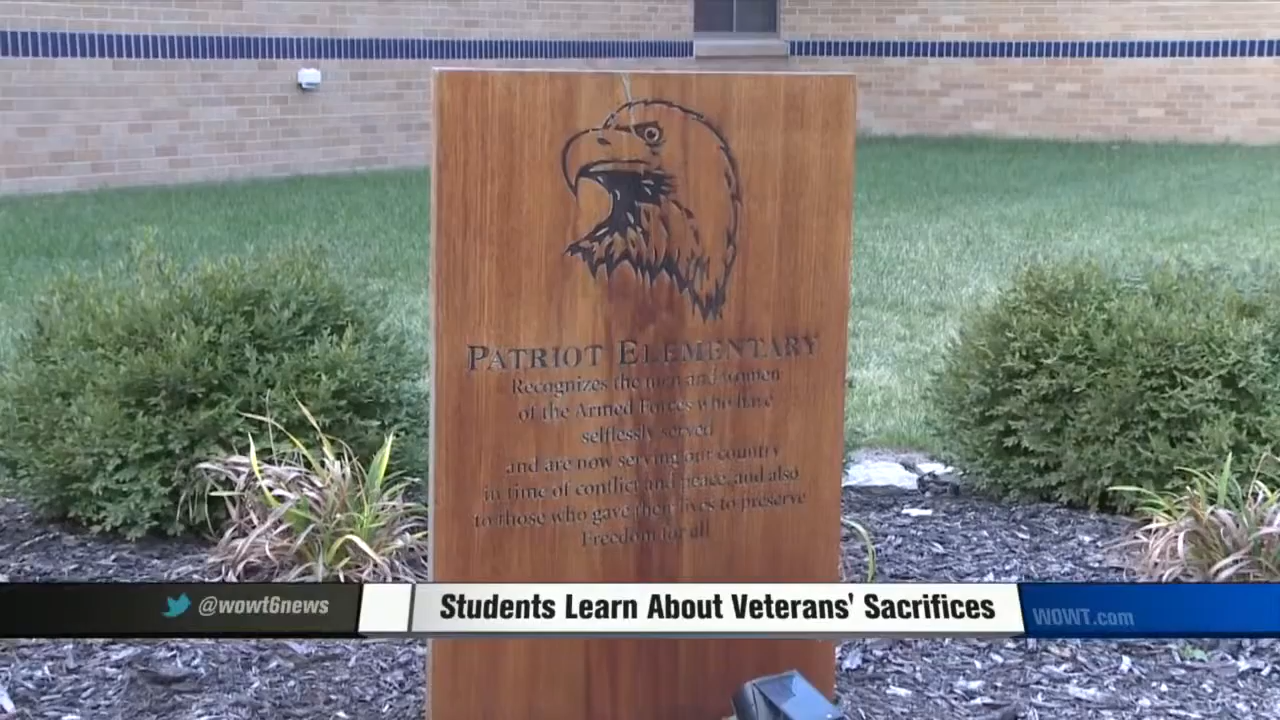 PATRIOT ELEMENTARY
Recognizes the men and women
of the Armed Forces who have
selflessly served
and are now serving our country
in time of conflict and peace, and also
to those who gave their lives to preserve
Freedom for all
@wowt6news
Students Learn About Veterans' Sacrifices
WOWT.com